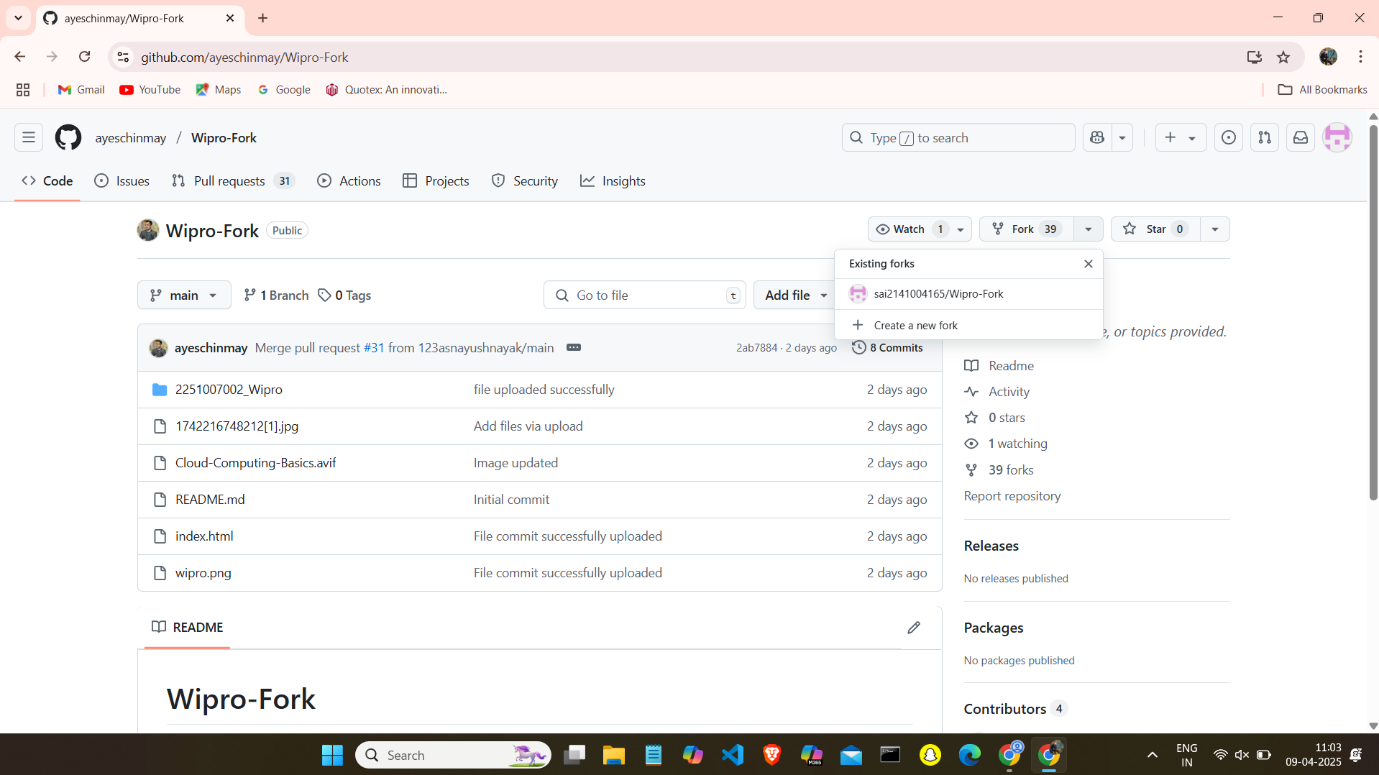 ayeschinmay/Wipro-Fork
github.com/ayeschinmay/Wipro-Fork
Gmail YouTube Maps Google Quotex: An innovati... All Bookmarks
ayeschinmay / Wipro-Fork Type / to search
Code Issues Pull requests 31 Actions Projects Security Insights
Wipro-Fork Public Watch 1 Fork 39 Star 0
Existing forks
sai2141004165/Wipro-Fork
Create a new fork
main 1 Branch 0 Tags Go to file t Add file
e, or topics provided.
ayeschinmay Merge pull request #31 from 123asnayushnayak/main 2ab7884 · 2 days ago 8 Commits
2251007002_Wipro file uploaded successfully 2 days ago
1742216748212[1].jpg Add files via upload 2 days ago
Cloud-Computing-Basics.avif Image updated 2 days ago
README.md Initial commit 2 days ago
index.html File commit successfully uploaded 2 days ago
wipro.png File commit successfully uploaded 2 days ago
Readme
Activity
0 stars
1 watching
39 forks
Report repository
Releases
No releases published
Packages
No packages published
Contributors 4
README
Wipro-Fork
Search
ENG
IN
11:03
09-04-2025